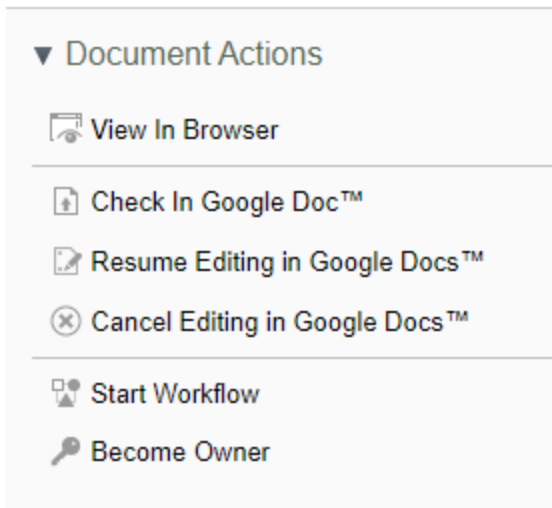 Document Actions
View In Browser
Check In Google Doc™
Resume Editing in Google Docs™
Cancel Editing in Google Docs™
Start Workflow
Become Owner